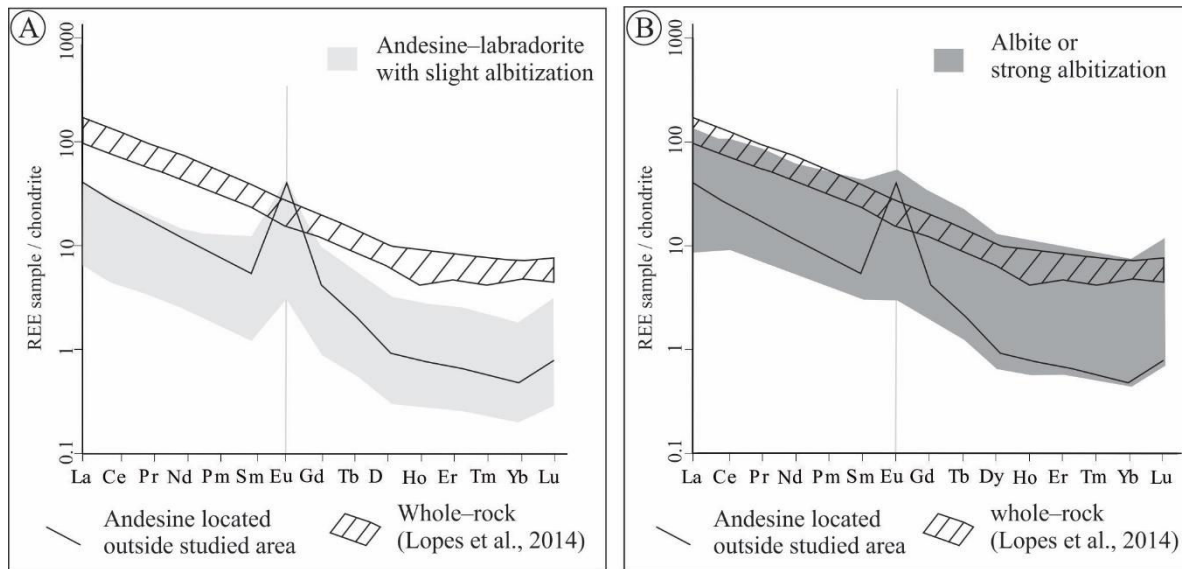 A
Andesine–labradorite
with slight albitization
REE sample / chondrite
1000
100
10
1
0.1
La Ce Pr Nd Pm Sm Eu Gd Tb D Ho Er Tm Yb Lu
Andesine located
outside studied area
Whole–rock
(Lopes et al., 2014)
B
Albite or
strong albitization
REE sample / chondrite
1000
100
10
1
0.1
La Ce Pr Nd Pm Sm Eu Gd Tb Dy Ho Er Tm Yb Lu
Andesine located
outside studied area
whole–rock
(Lopes et al., 2014)